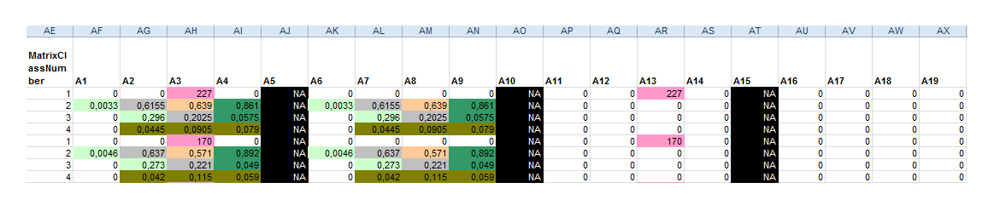 AE AF AG AH AI AJ AK AL AM AN AO AP AQ AR AS AT AU AV AW AX
MatrixCl
assNum
ber A1 A2 A3 A4 A5 A6 A7 A8 A9 A10 A11 A12 A13 A14 A15 A16 A17 A18 A19
1 0 0 227 0 NA 0 0 0 0 NA 0 0 227 0 NA 0 0 0 0
2 0,0033 0,6155 0,639 0,861 NA 0,0033 0,6155 0,639 0,861 NA 0 0 0 0 NA 0 0 0 0
3 0 0,296 0,2025 0,0575 NA 0 0,296 0,2025 0,0575 NA 0 0 0 0 NA 0 0 0 0
4 0 0,0445 0,0905 0,079 NA 0 0,0445 0,0905 0,079 NA 0 0 0 0 NA 0 0 0 0
1 0 0 170 0 NA 0 0 0 0 NA 0 0 170 0 NA 0 0 0 0
2 0,0046 0,637 0,571 0,892 NA 0,0046 0,637 0,571 0,892 NA 0 0 0 0 NA 0 0 0 0
3 0 0,273 0,221 0,049 NA 0 0,273 0,221 0,049 NA 0 0 0 0 NA 0 0 0 0
4 0 0,042 0,115 0,059 NA 0 0,042 0,115 0,059 NA 0 0 0 0 NA 0 0 0 0